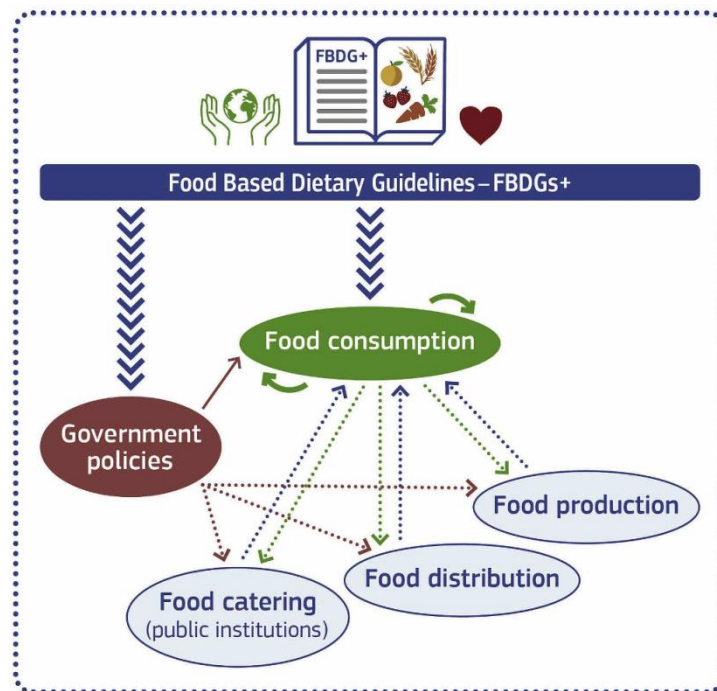 FBDG+
Food Based Dietary Guidelines – FBDGs+
Food consumption
Government
policies
Food production
Food distribution
Food catering
(public institutions)